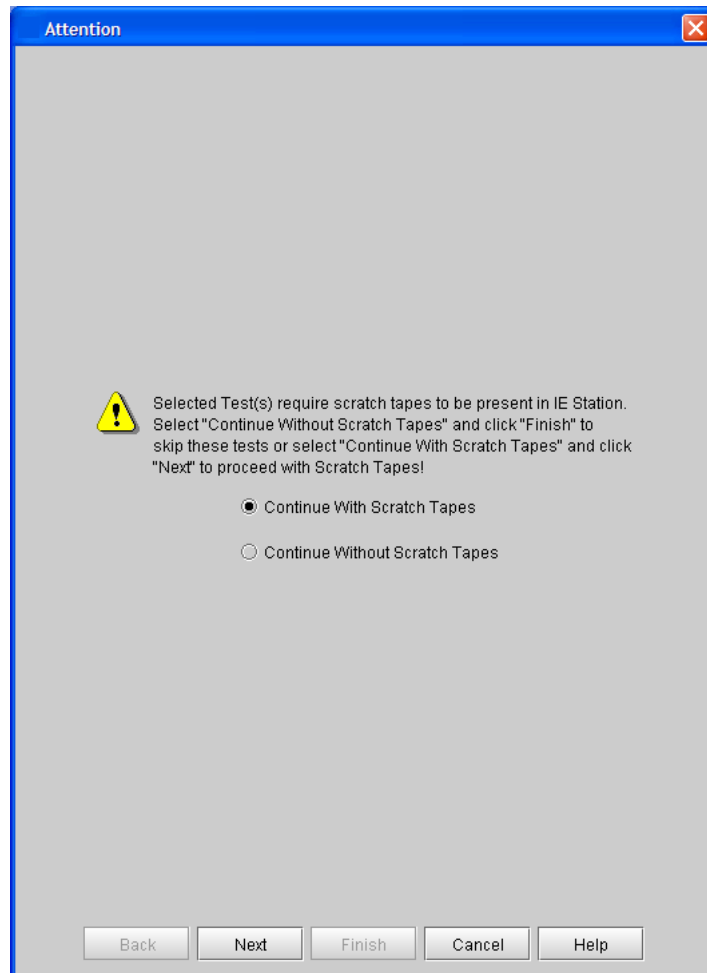 Attention
Selected Test(s) require scratch tapes to be present in IE Station.
Select "Continue Without Scratch Tapes" and click "Finish" to
skip these tests or select "Continue With Scratch Tapes" and click
"Next" to proceed with Scratch Tapes!
Continue With Scratch Tapes
Continue Without Scratch Tapes
Back Next Finish Cancel Help